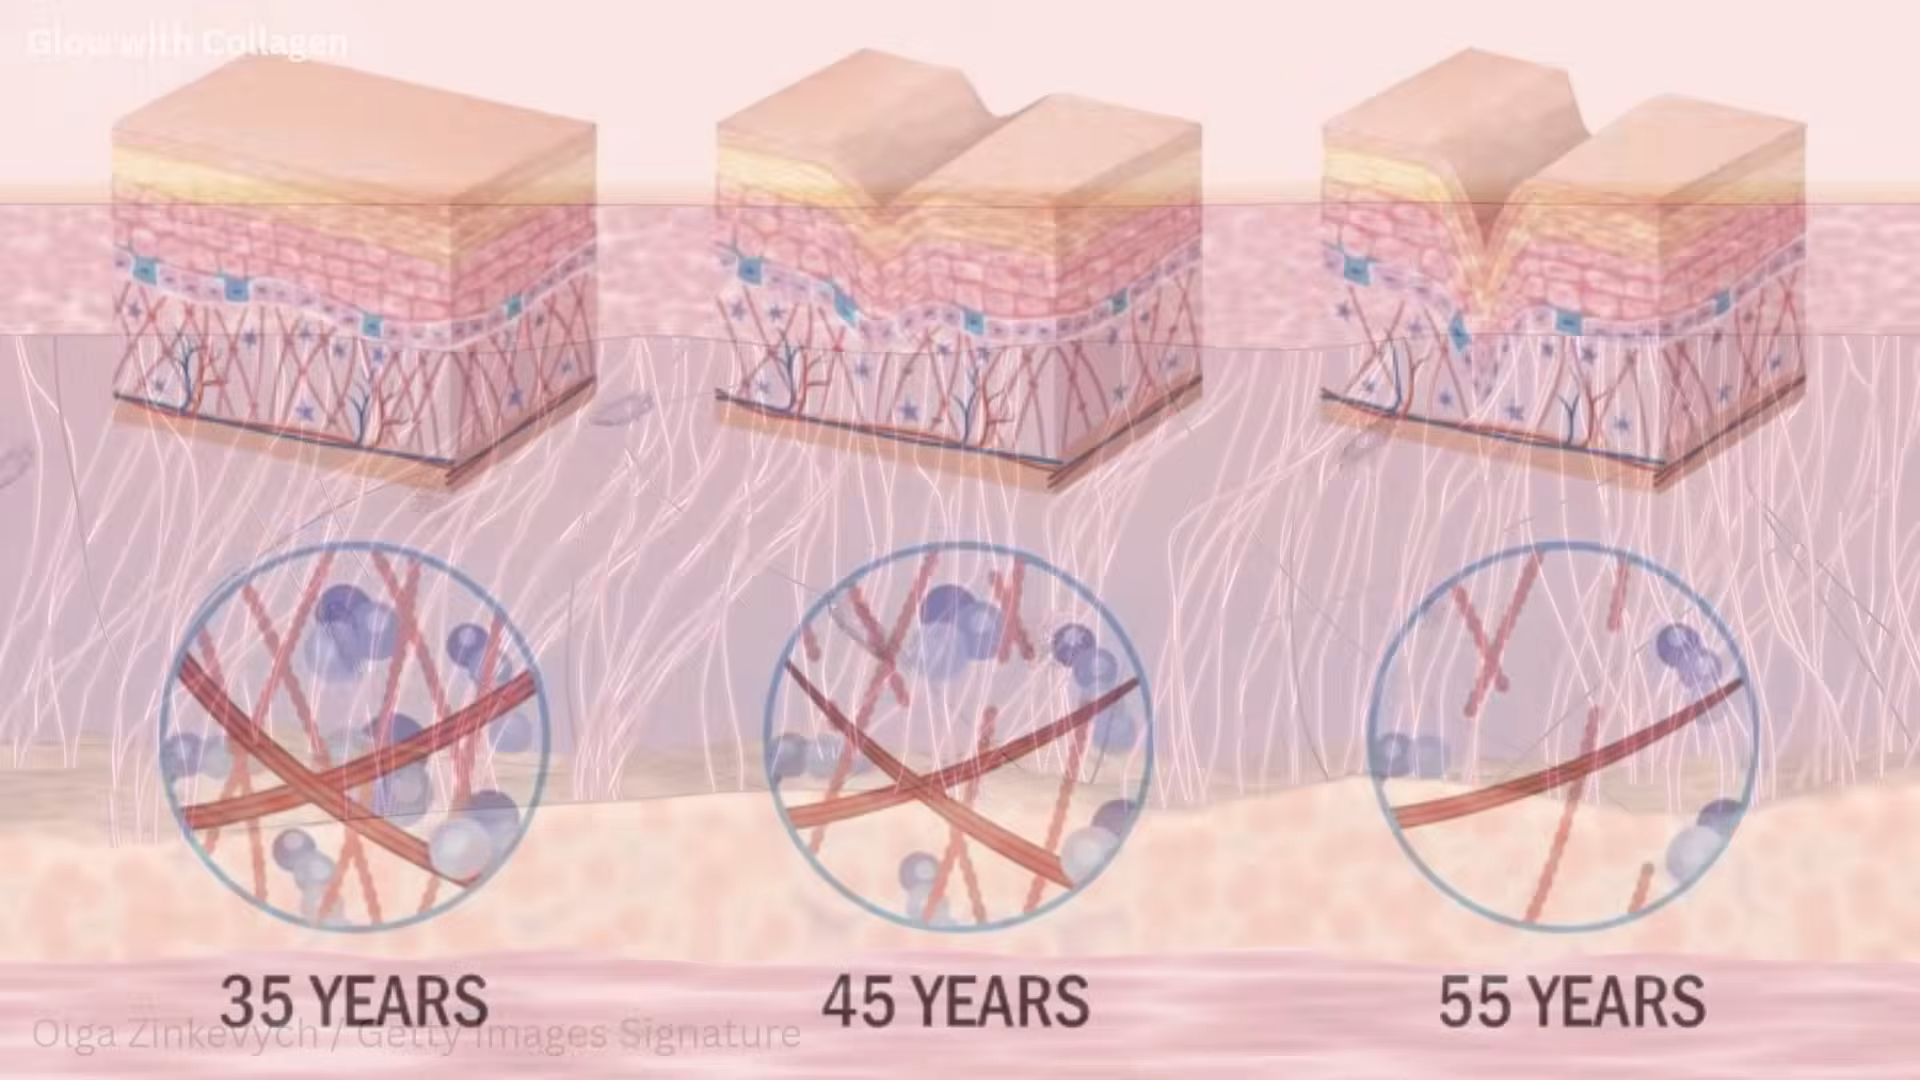 Glow with Collagen
35 YEARS
45 YEARS
55 YEARS
Olga Zinkevych / Getty Images Signature